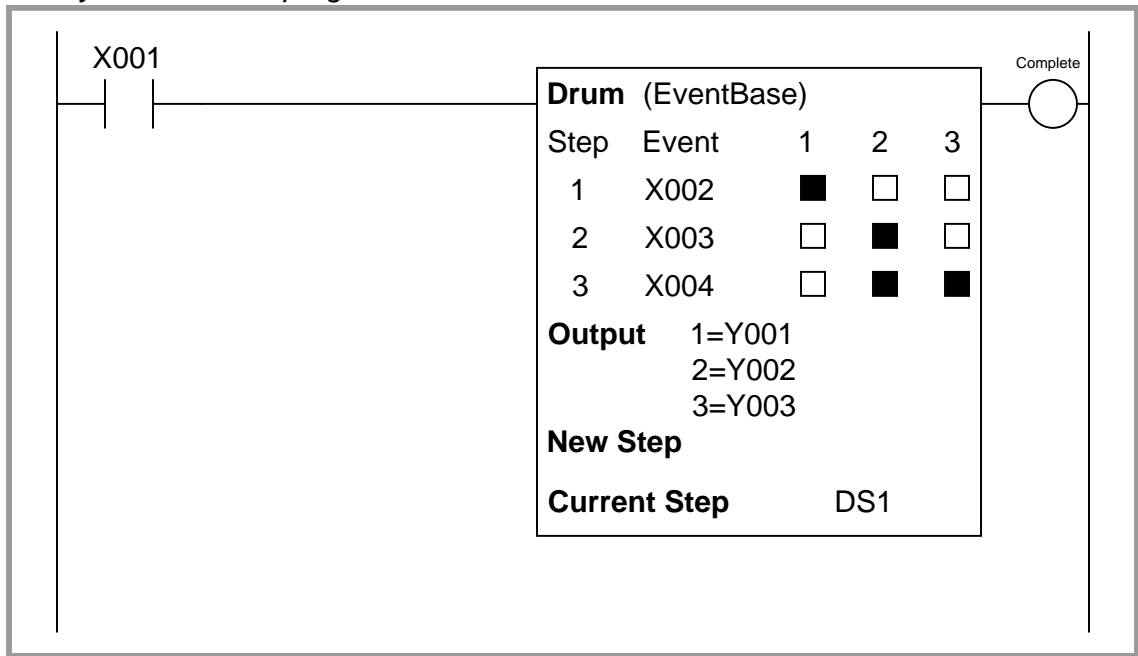 X001
Complete
Drum (EventBase)
Step Event 1 2 3
1 X002
2 X003
3 X004
Output 1=Y001
2=Y002
3=Y003
New Step
Current Step DS1